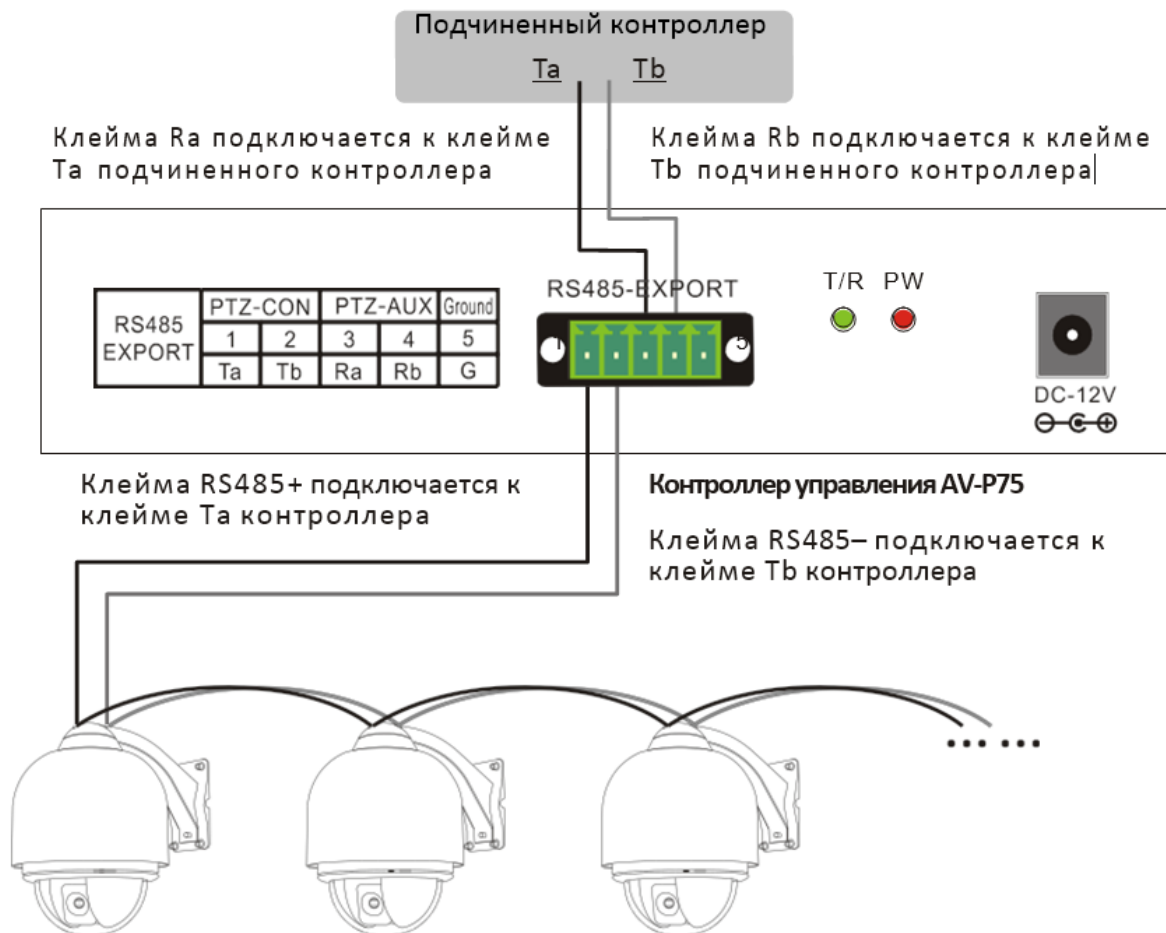 Подчиненный контроллер
Ta Tb
Клейма Ra подключается к клейме
Ta подчиненного контроллера
Клейма Rb подключается к клейме
Tb подчиненного контроллера
RS485
EXPORT
PTZ-CON PTZ-AUX Ground
1 2 3 4 5
Ta Tb Ra Rb G
RS485-EXPORT
1 5
T/R PW
DC-12V
Клейма RS485+ подключается к
клейме Ta контроллера
Контроллер управления AV-P75
Клейма RS485– подключается к
клейме Tb контроллера